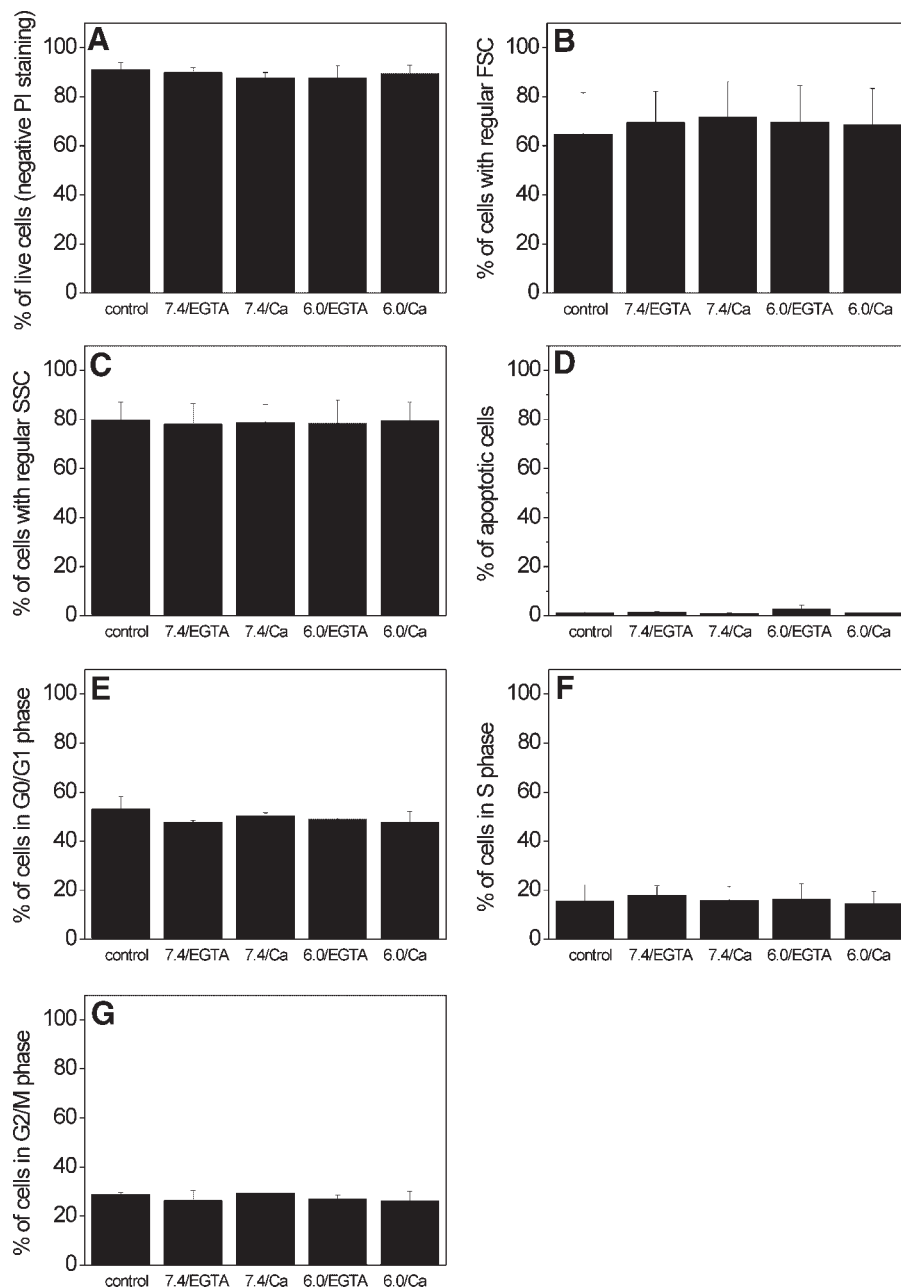 A
% of live cells (negative PI staining)
100
80
60
40
20
0
control 7.4/EGTA 7.4/Ca 6.0/EGTA 6.0/Ca
B
% of cells with regular FSC
100
80
60
40
20
0
control 7.4/EGTA 7.4/Ca 6.0/EGTA 6.0/Ca
C
% of cells with regular SSC
100
80
60
40
20
0
control 7.4/EGTA 7.4/Ca 6.0/EGTA 6.0/Ca
D
% of apoptotic cells
100
80
60
40
20
0
control 7.4/EGTA 7.4/Ca 6.0/EGTA 6.0/Ca
E
% of cells in G0/G1 phase
100
80
60
40
20
0
control 7.4/EGTA 7.4/Ca 6.0/EGTA 6.0/Ca
F
% of cells in S phase
100
80
60
40
20
0
control 7.4/EGTA 7.4/Ca 6.0/EGTA 6.0/Ca
G
% of cells in G2/M phase
100
80
60
40
20
0
control 7.4/EGTA 7.4/Ca 6.0/EGTA 6.0/Ca